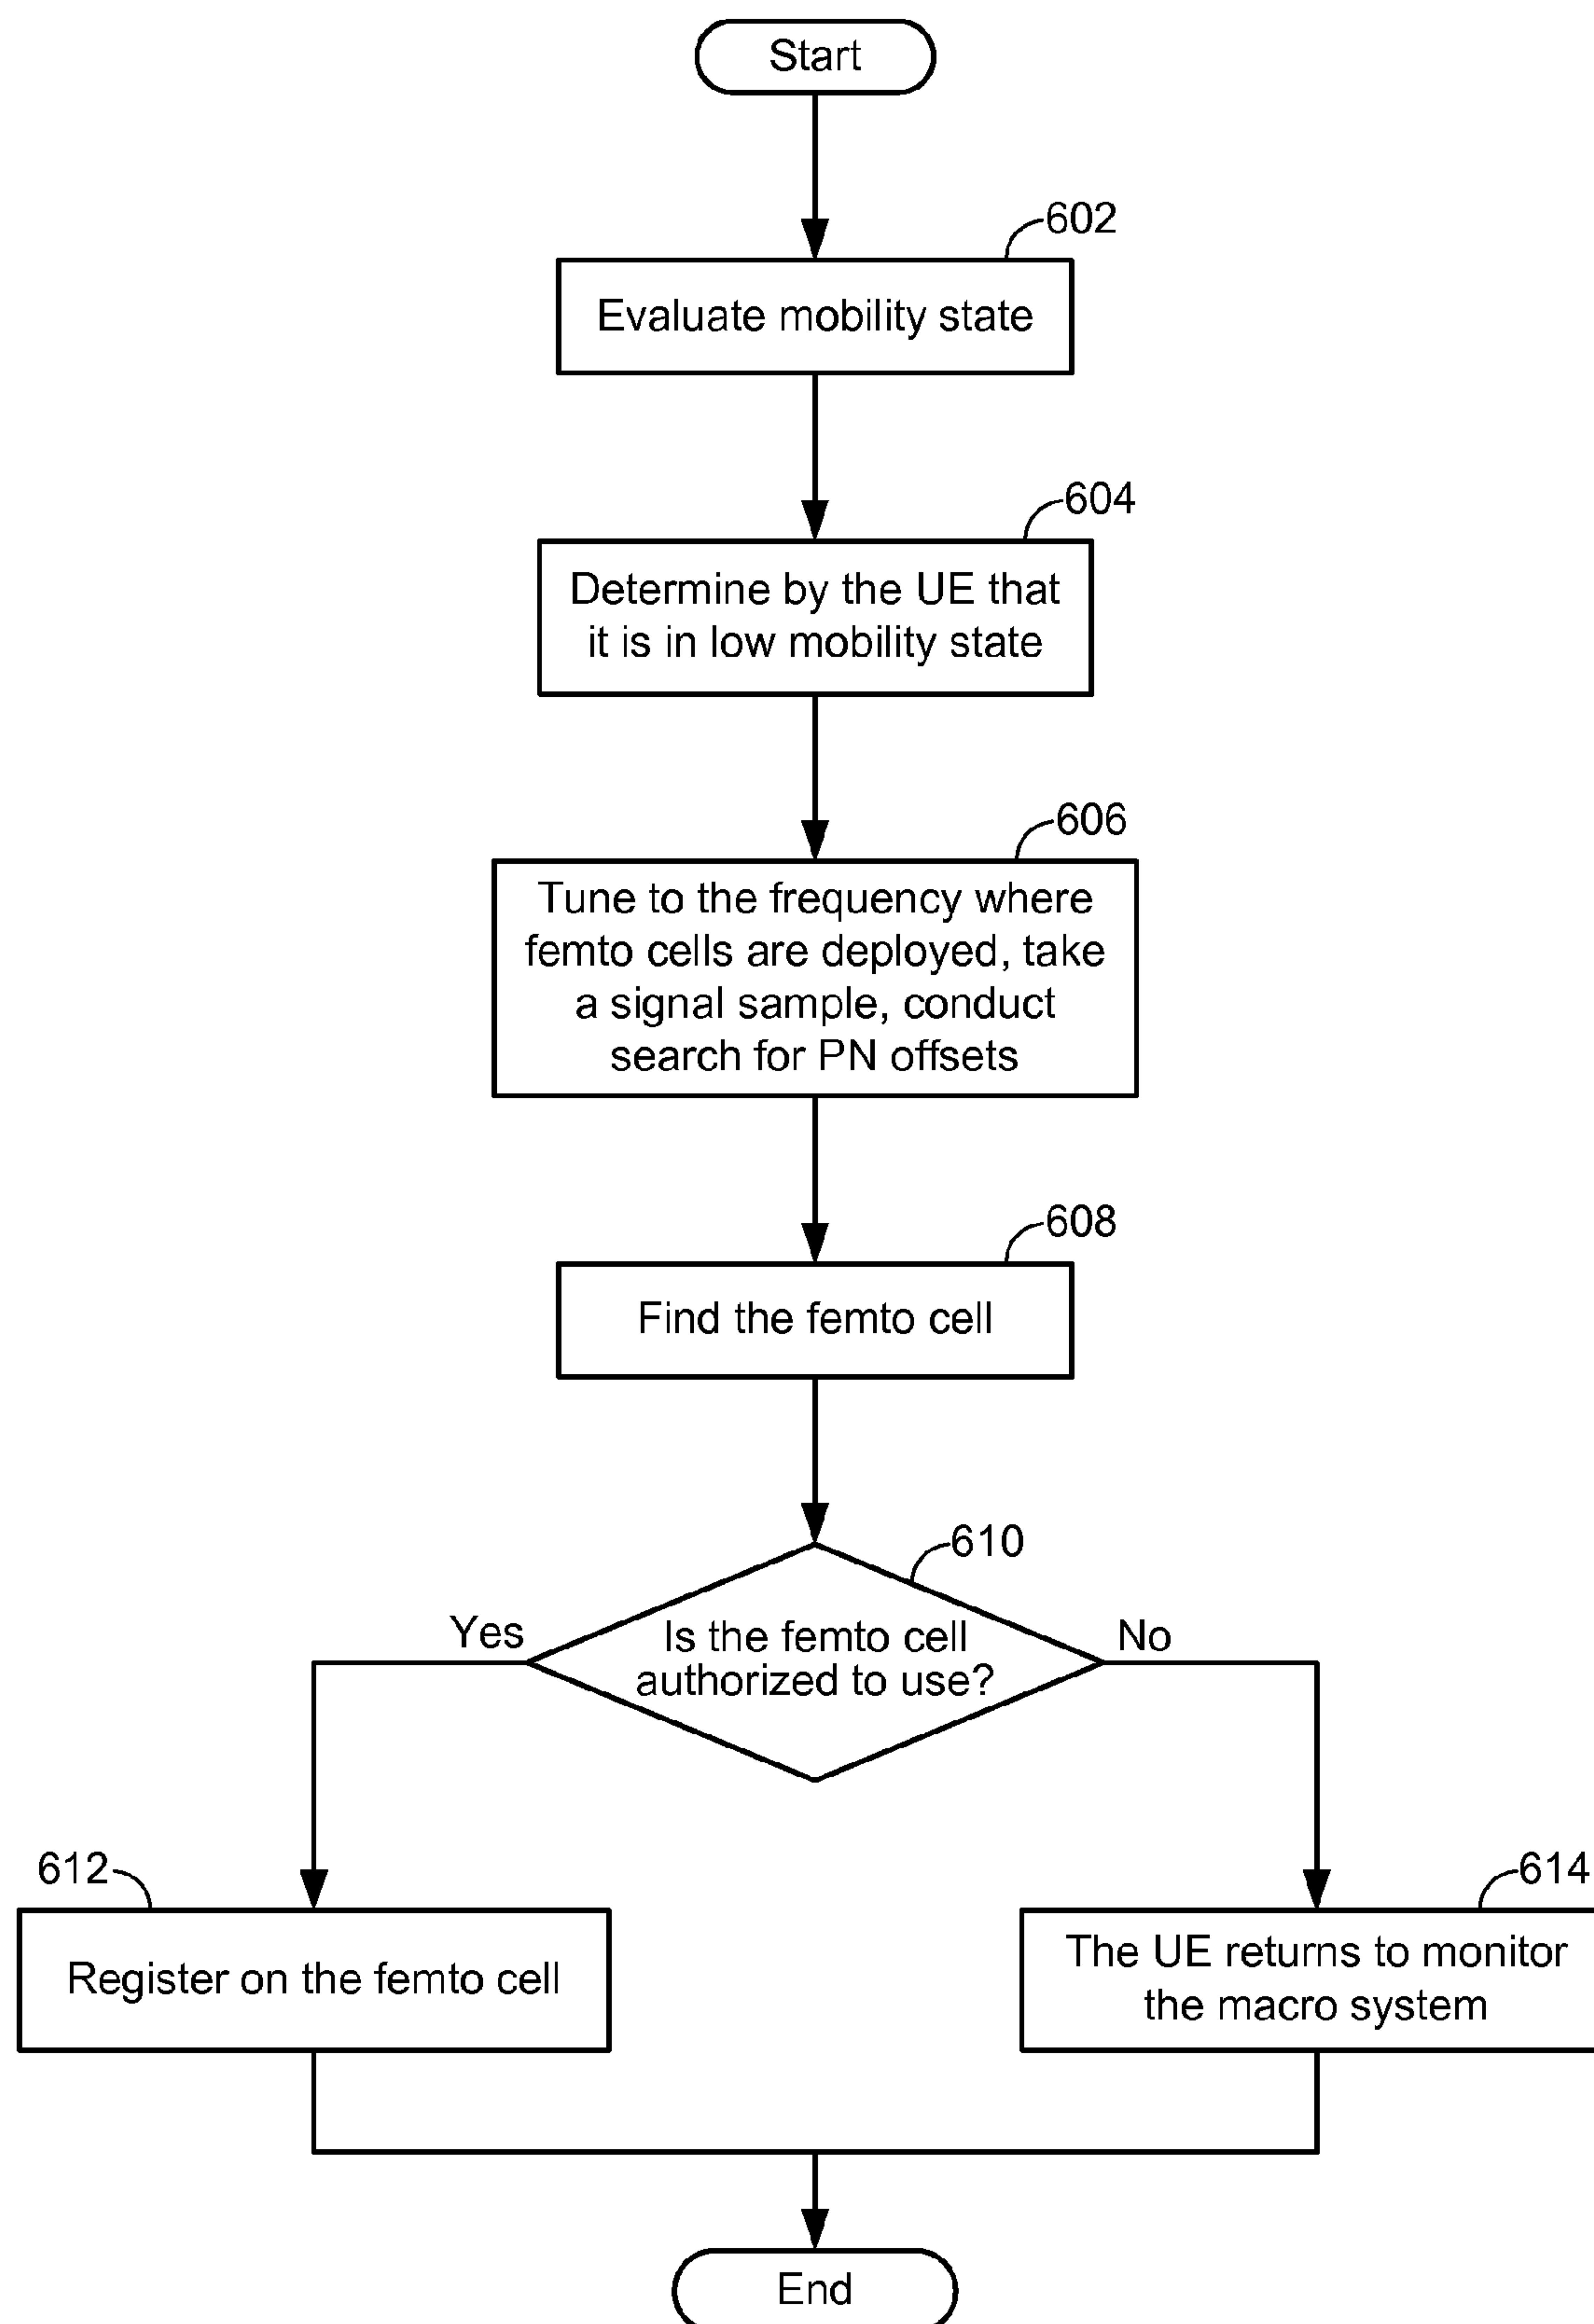 Start
602
Evaluate mobility state
604
Determine by the UE that
it is in low mobility state
606
Tune to the frequency where
femto cells are deployed, take
a signal sample, conduct
search for PN offsets
608
Find the femto cell
610
Yes
Is the femto cell
authorized to use?
No
612
Register on the femto cell
614
The UE returns to monitor
the macro system
End